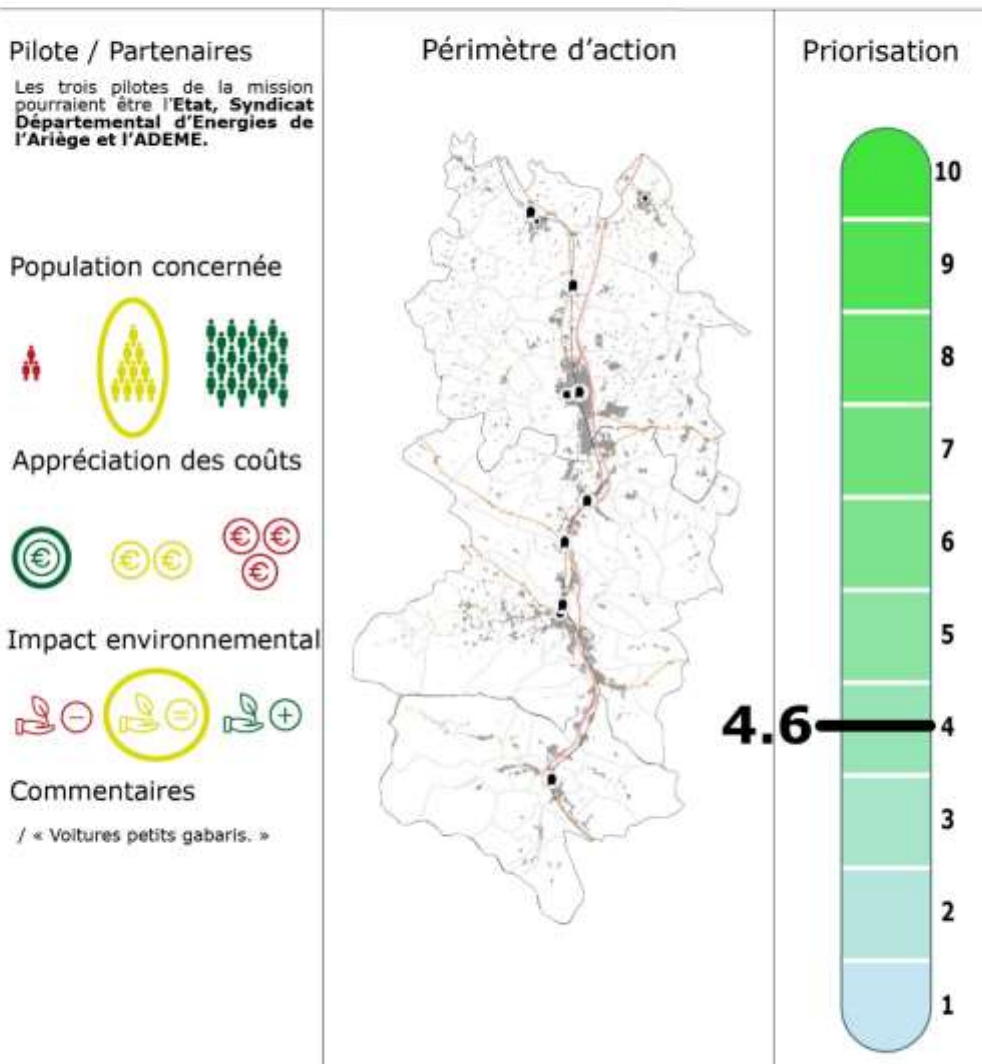 Pilote / Partenaires
Les trois pilotes de la mission
pourraient être l'Etat, Syndicat
Départemental d'Energies de
l'Ariège et l'ADEME.
Population concernée
Appréciation des coûts
€
€ €
€ €
€
Impact environnemental
−
=
+
Commentaires
/ « Voitures petits gabaris. »
Périmètre d'action
Priorisation
10
9
8
7
6
5
4.6
4
3
2
1